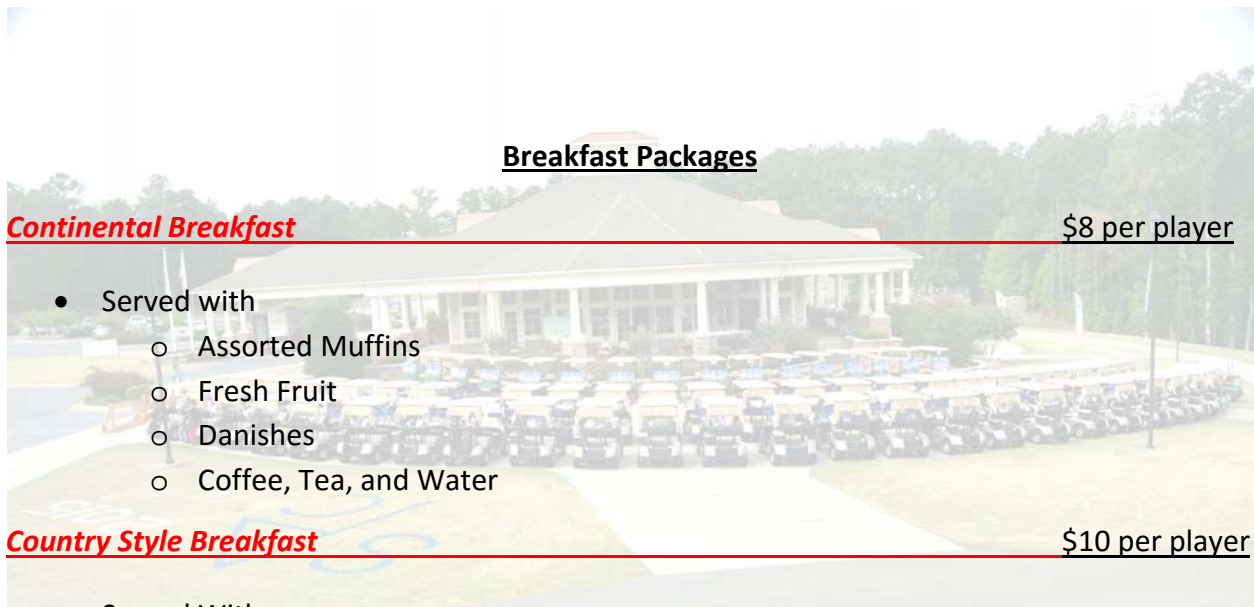 Breakfast Packages
Continental Breakfast $8 per player
• Served with
o Assorted Muffins
o Fresh Fruit
o Danishes
o Coffee, Tea, and Water
Country Style Breakfast $10 per player